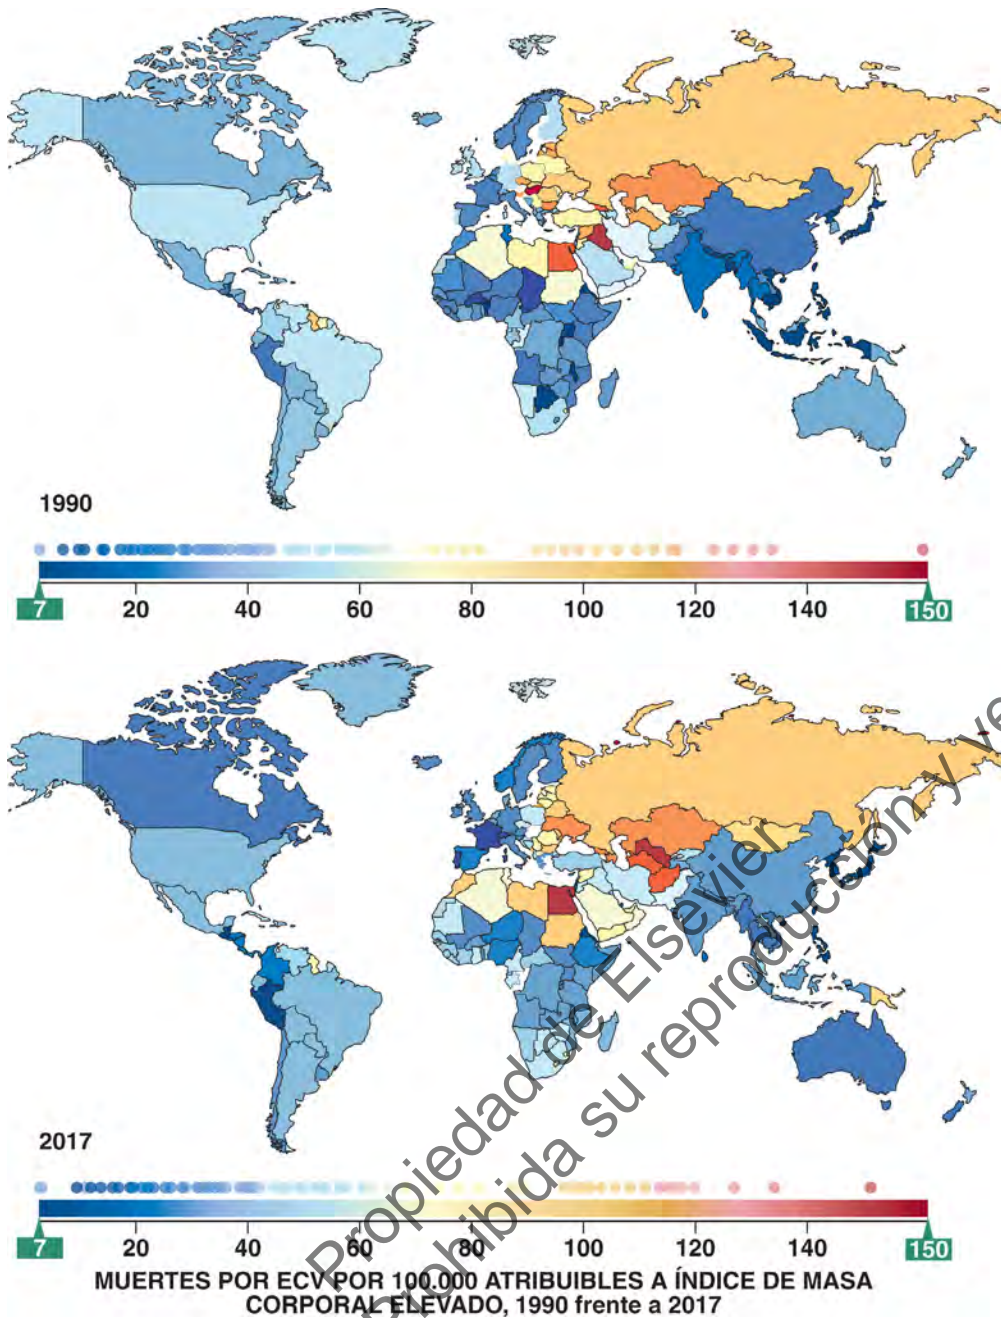 1990
7 20 40 60 80 100 120 140 150
2017
7 20 40 60 80 100 120 140 150
MUERTES POR ECV POR 100.000 ATRIBUIBLES A ÍNDICE DE MASA
CORPORAL ELEVADO, 1990 frente a 2017
Propiedad de Elsevier
Prohibida su reproducción y ve